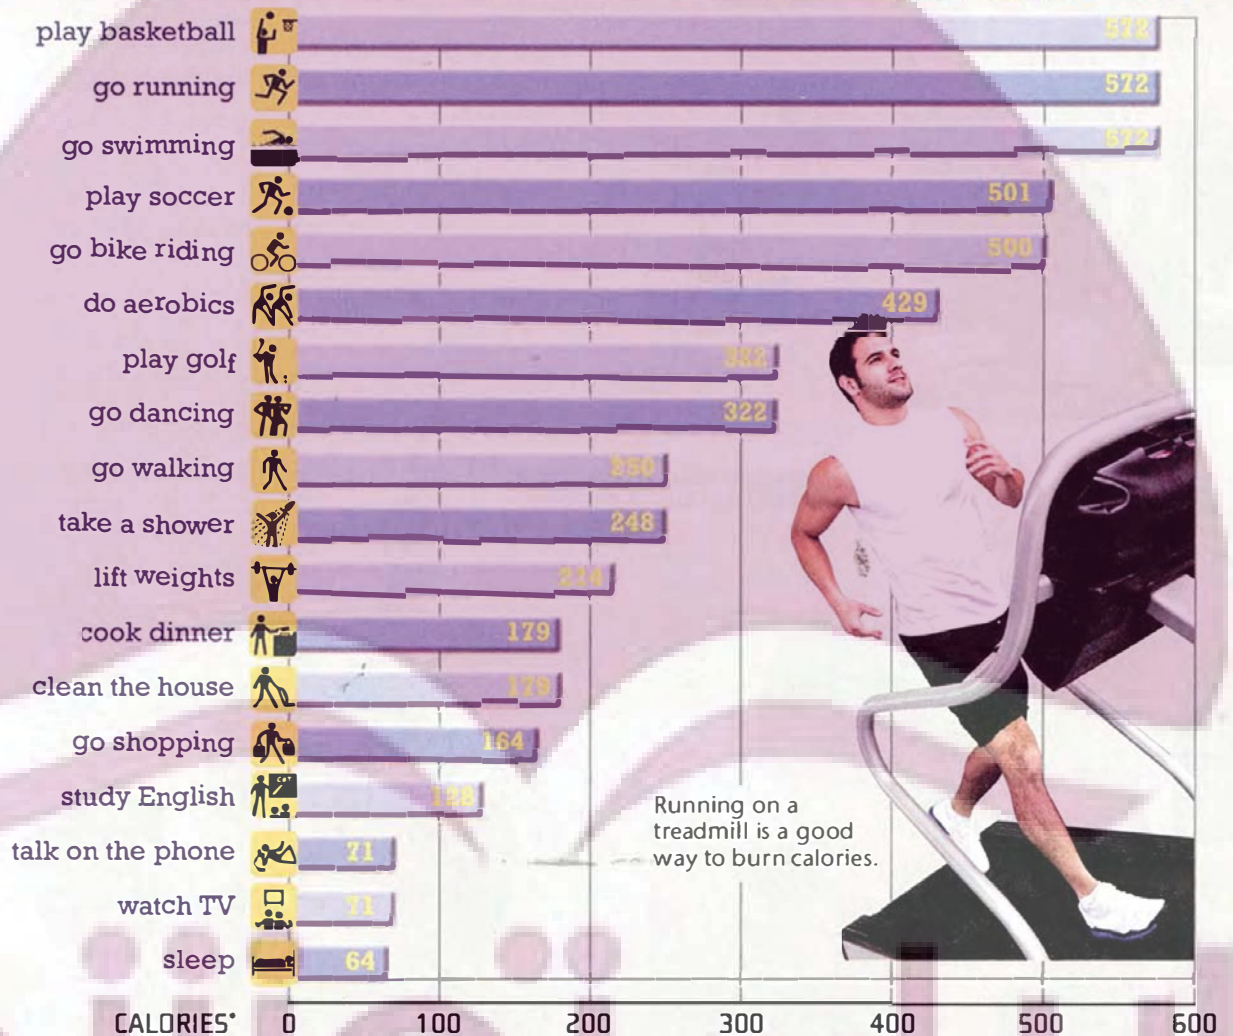 play basketball 572
go running 572
go swimming 572
play soccer 501
go bike riding 500
do aerobics 429
play golf 322
go dancing 322
go walking 250
take a shower 248
lift weights 214
cook dinner 179
clean the house 179
go shopping 164
study English 128
talk on the phone 71
watch TV 71
sleep 64
Running on a
treadmill is a good
way to burn calories.
CALORIES* 0 100 200 300 400 500 600